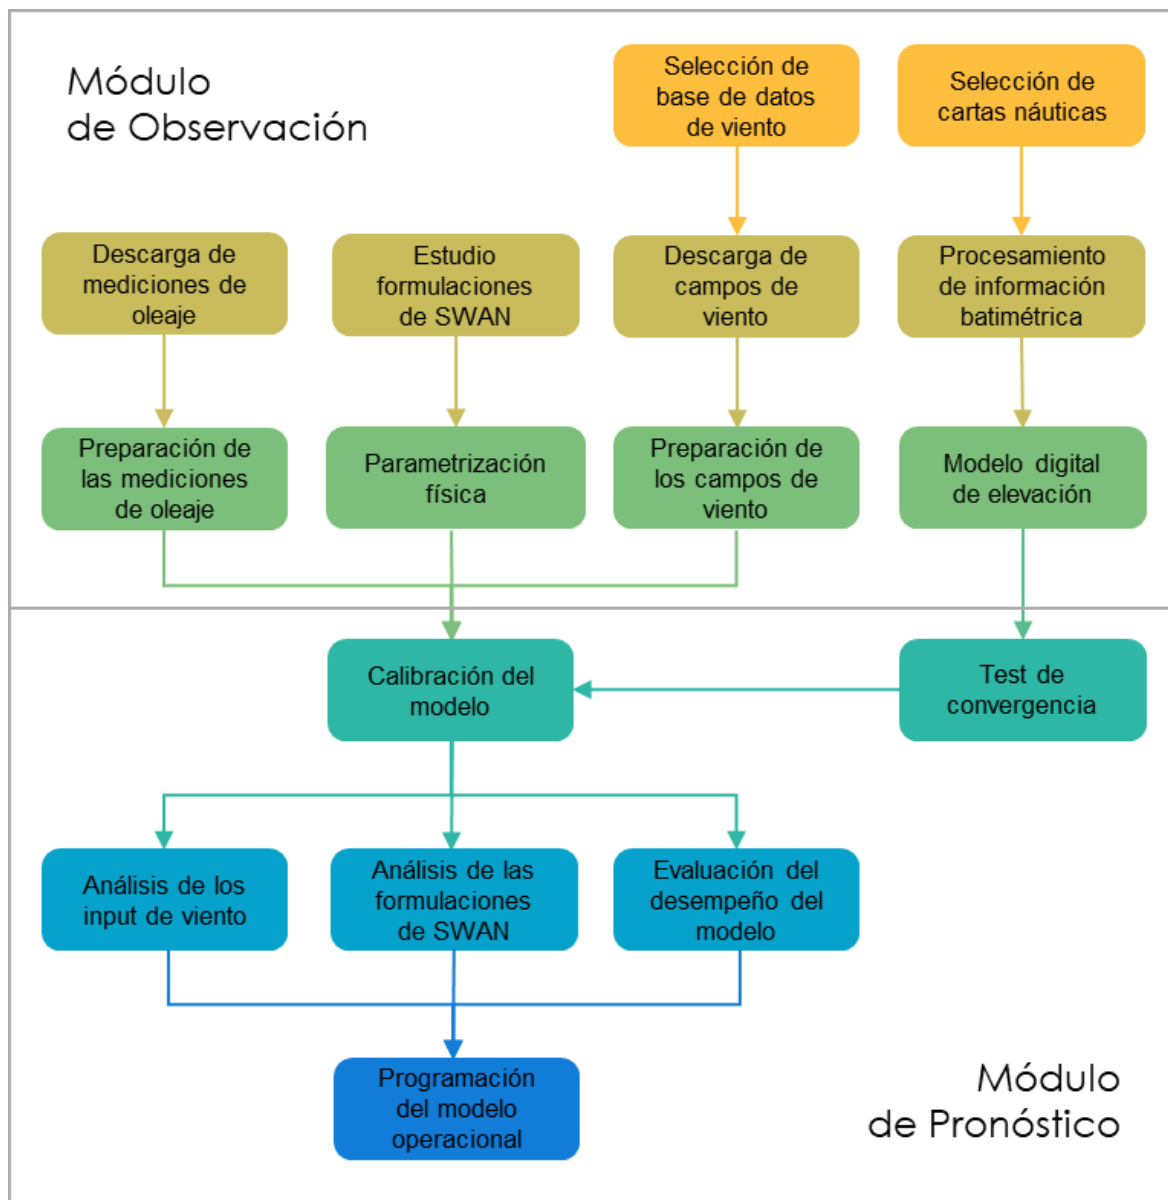 Módulo
de Observación
Selección de
base de datos
de viento
Selección de
cartas náuticas
Descarga de
mediciones de
oleaje
Estudio
formulaciones
de SWAN
Descarga de
campos de
viento
Procesamiento
de información
batimétrica
Preparación de
las mediciones
de oleaje
Parametrización
física
Preparación de
los campos de
viento
Modelo digital
de elevación
Calibración del
modelo
Test de
convergencia
Análisis de los
input de viento
Análisis de las
formulaciones
de SWAN
Evaluación del
desempeño del
modelo
Programación
del modelo
operacional
Módulo
de Pronóstico